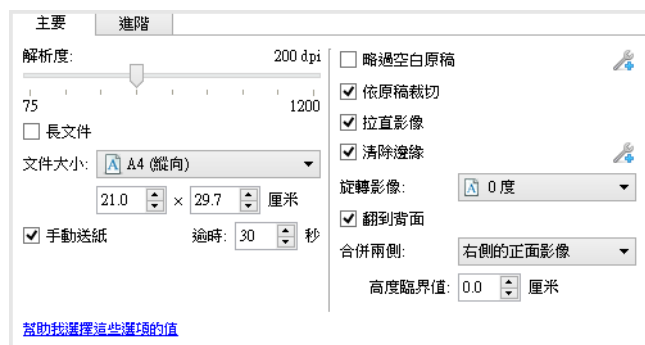 主要 進階
解析度: 200 dpi
75 1200
長文件
文件大小: A4 (縱向)
21.0 × 29.7 厘米
手動送紙 逾時: 30 秒
略過空白原稿
依原稿裁切
拉直影像
清除邊緣
旋轉影像: 0 度
翻到背面
合併兩側: 右側的正面影像
高度臨界值: 0.0 厘米
幫助我選擇這些選項的值